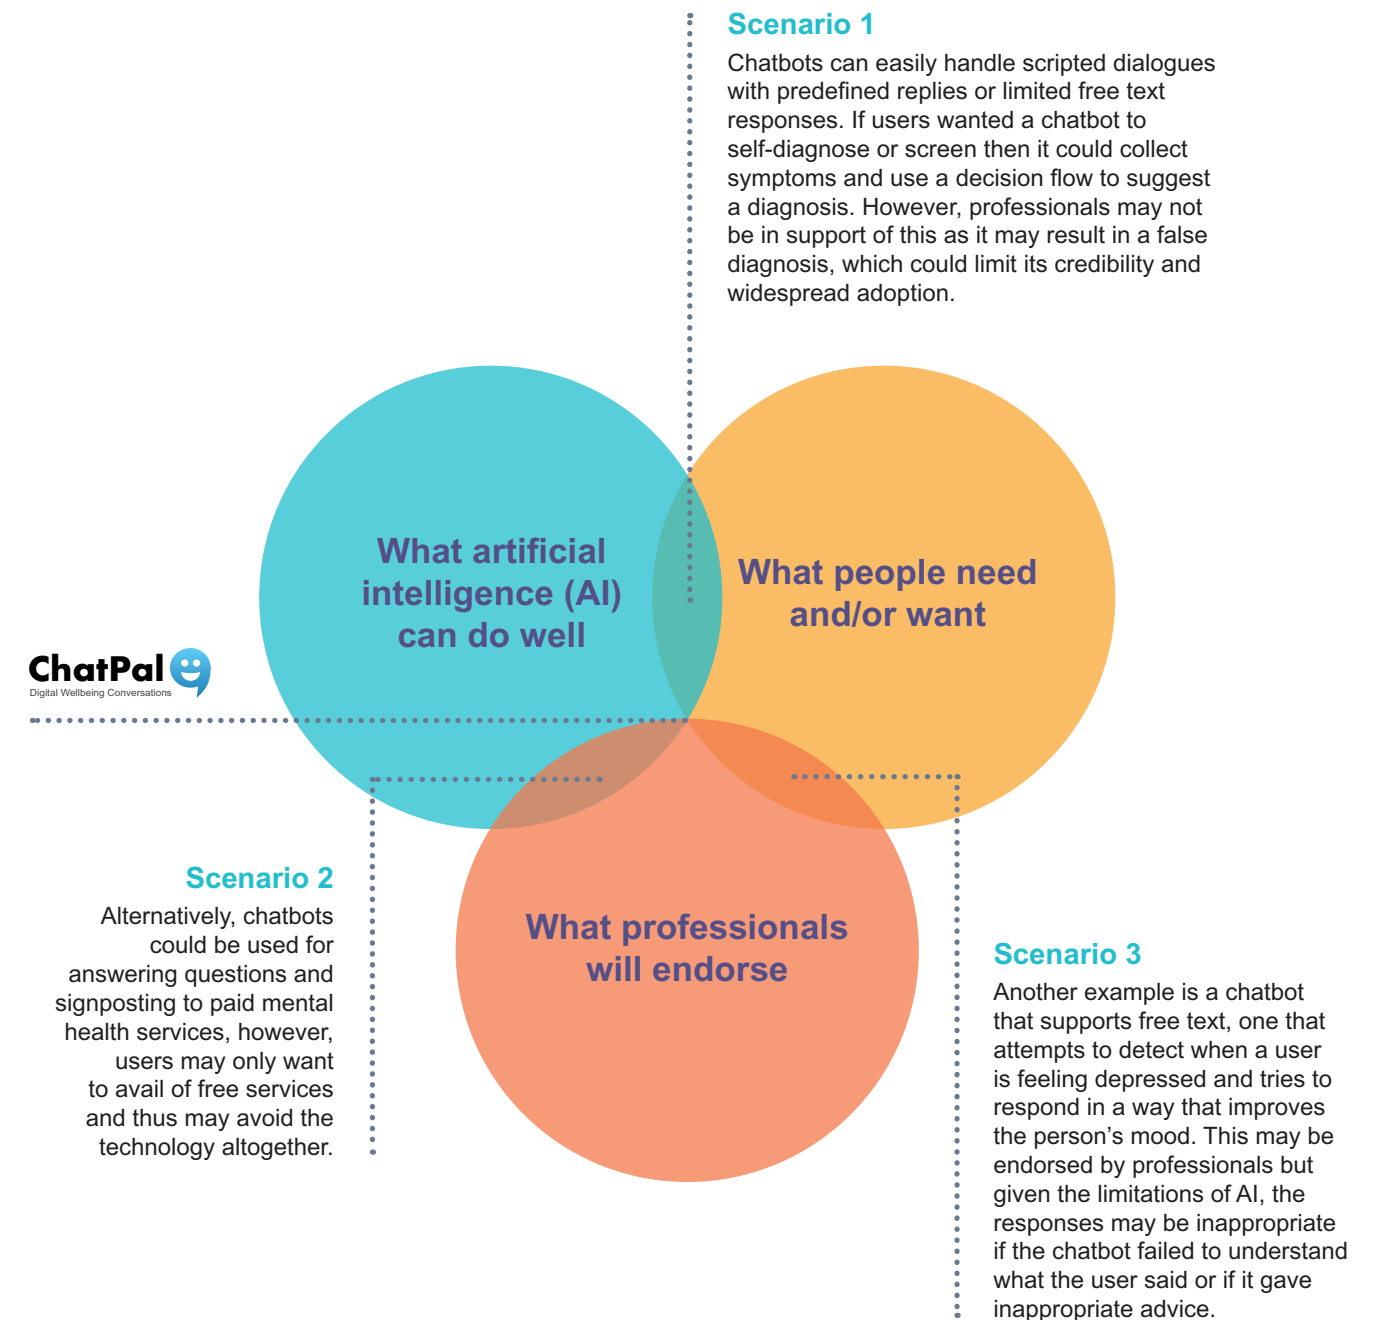 Scenario 1
Chatbots can easily handle scripted dialogues
with predefined replies or limited free text
responses. If users wanted a chatbot to
self-diagnose or screen then it could collect
symptoms and use a decision flow to suggest
a diagnosis. However, professionals may not
be in support of this as it may result in a false
diagnosis, which could limit its credibility and
widespread adoption.
What artificial
intelligence (AI)
can do well
What people need
and/or want
ChatPal
Digital Wellbeing Conversations
What professionals
will endorse
Scenario 2
Alternatively, chatbots
could be used for
answering questions and
signposting to paid mental
health services, however,
users may only want
to avail of free services
and thus may avoid the
technology altogether.
Scenario 3
Another example is a chatbot
that supports free text, one that
attempts to detect when a user
is feeling depressed and tries to
respond in a way that improves
the person’s mood. This may be
endorsed by professionals but
given the limitations of AI, the
responses may be inappropriate
if the chatbot failed to understand
what the user said or if it gave
inappropriate advice.